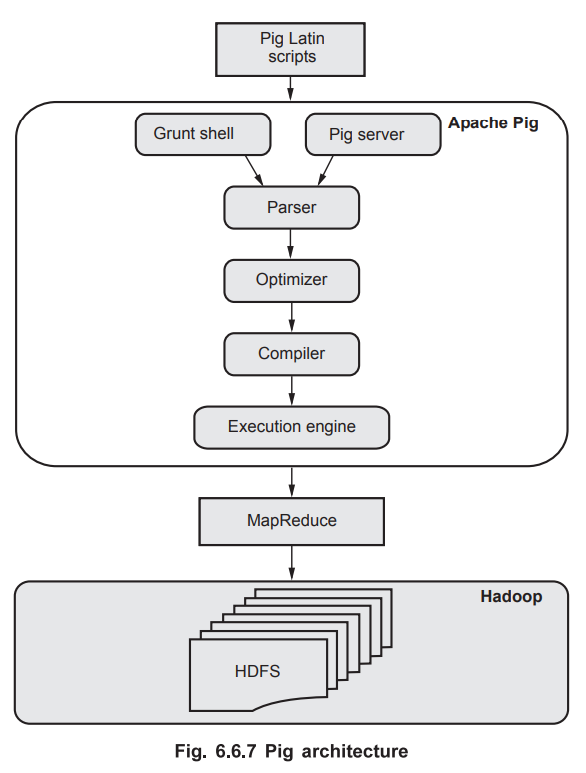 Pig Latin
scripts
Apache Pig
Grunt shell
Pig server
Parser
Optimizer
Compiler
Execution engine
MapReduce
Hadoop
HDFS
Fig. 6.6.7 Pig architecture